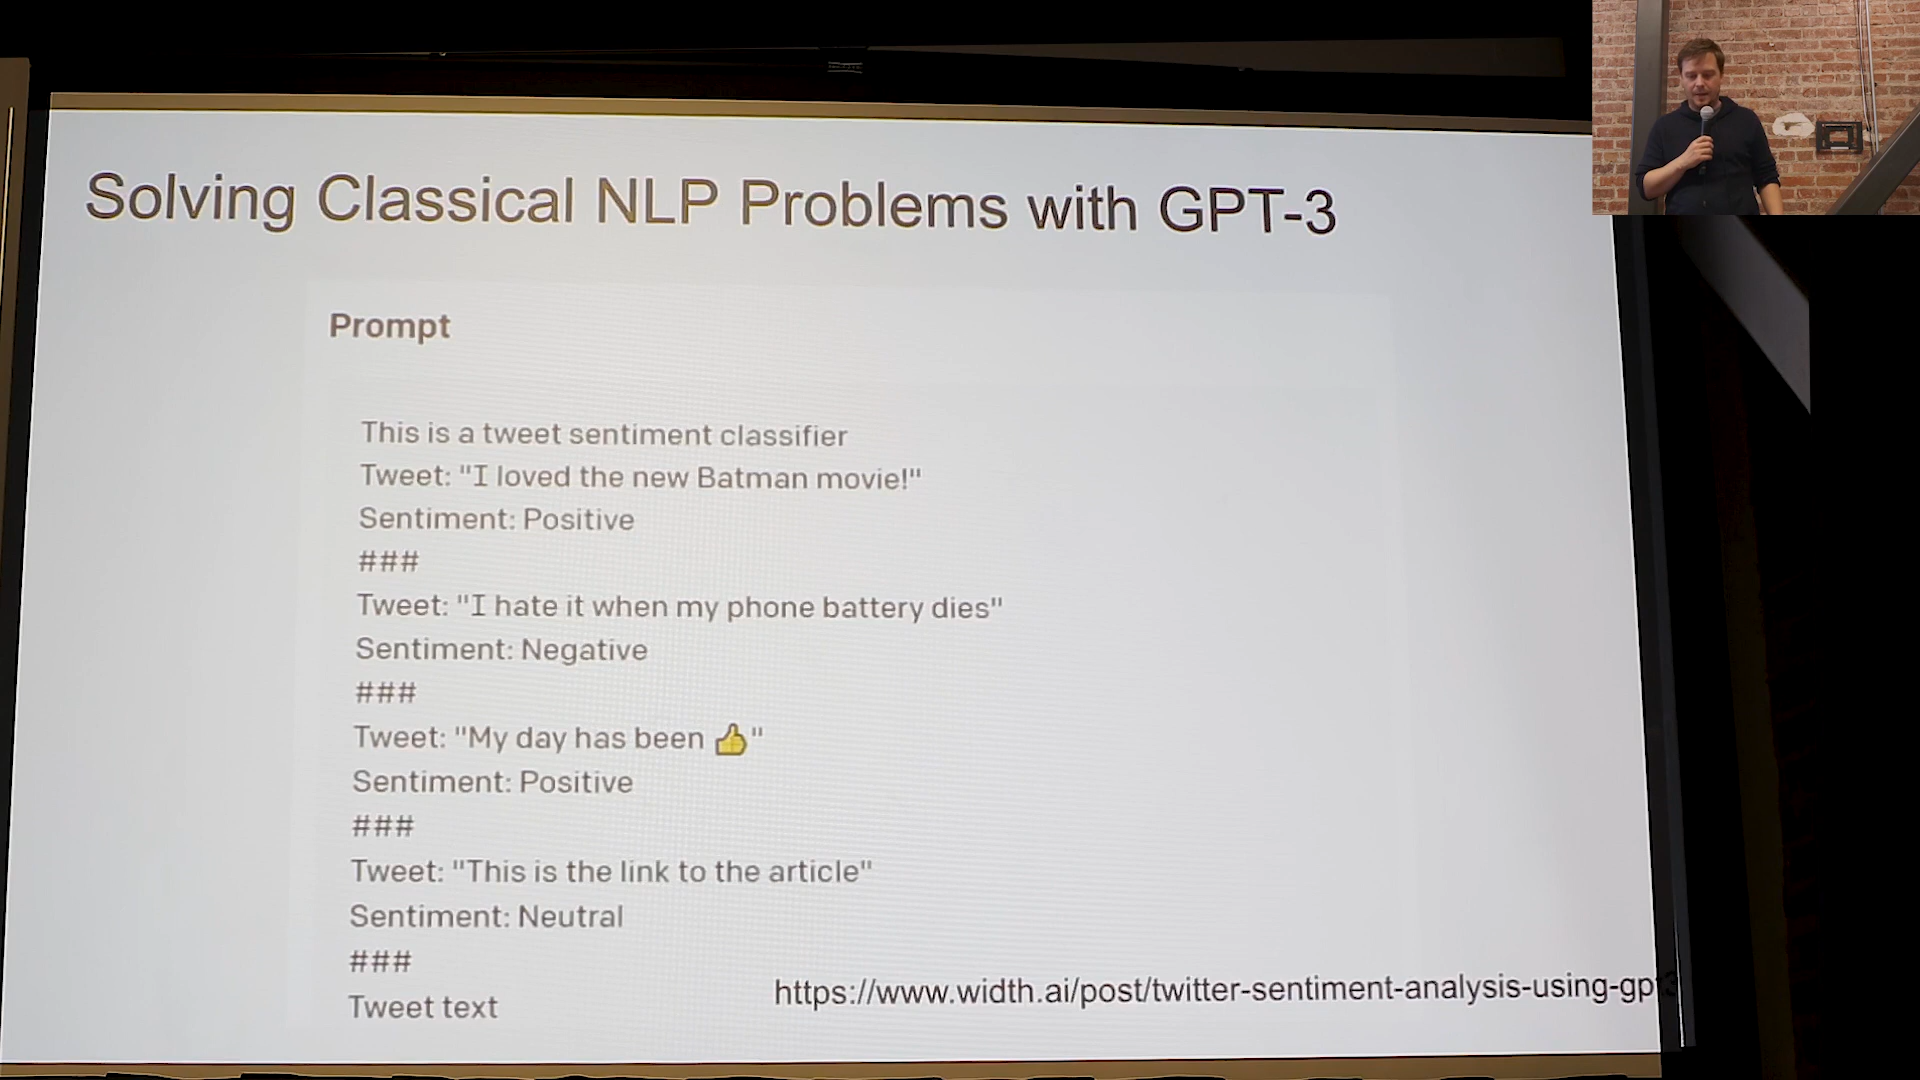 Solving Classical NLP Problems with GPT-3
Prompt
This is a tweet sentiment classifier
Tweet: "I loved the new Batman movie!"
Sentiment: Positive
###
Tweet: "I hate it when my phone battery dies"
Sentiment: Negative
###
Tweet: "My day has been 👍"
Sentiment: Positive
###
Tweet: "This is the link to the article"
Sentiment: Neutral
###
Tweet text
https://www.width.ai/post/twitter-sentiment-analysis-using-gpt3